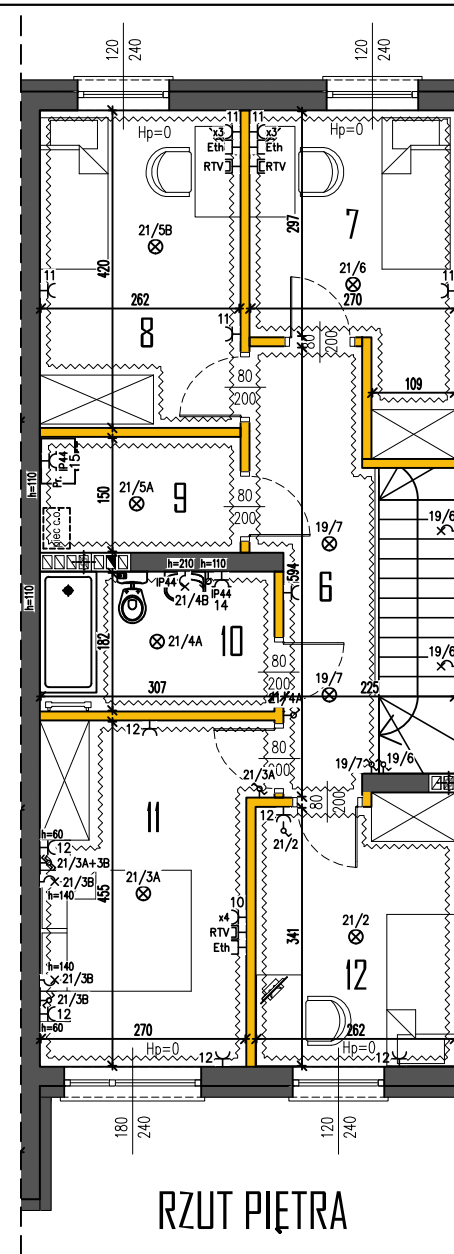 120
240
120
240
11
11
x3
x3
Hp=0
Hp=0
Eth
Eth
RTV
RTV
297
7
21/5B
21/6
420
11
11
262
270
8
11
80
200
109
80
200
150
Pr. IP44
15
h=110
21/5A
9
80
200
piec c.o.
19/7
19/6
h=210
h=110
IP44
21/4B
IP44
14
594
6
h=110
182
21/4A
10
80
200
19/6
307
19/7
225
21/4A
12
80
200
19/7
19/6
21/3A
11
80
200
12
21/2
h=60
12
21/3A+3B
21/3B
h=140
455
21/3A
10
x4
RTV
Eth
341
21/2
12
h=140
21/3B
21/3B
12
h=60
270
262
Hp=0
Hp=0
12
12
180
240
120
240
RZUT PIĘTRA